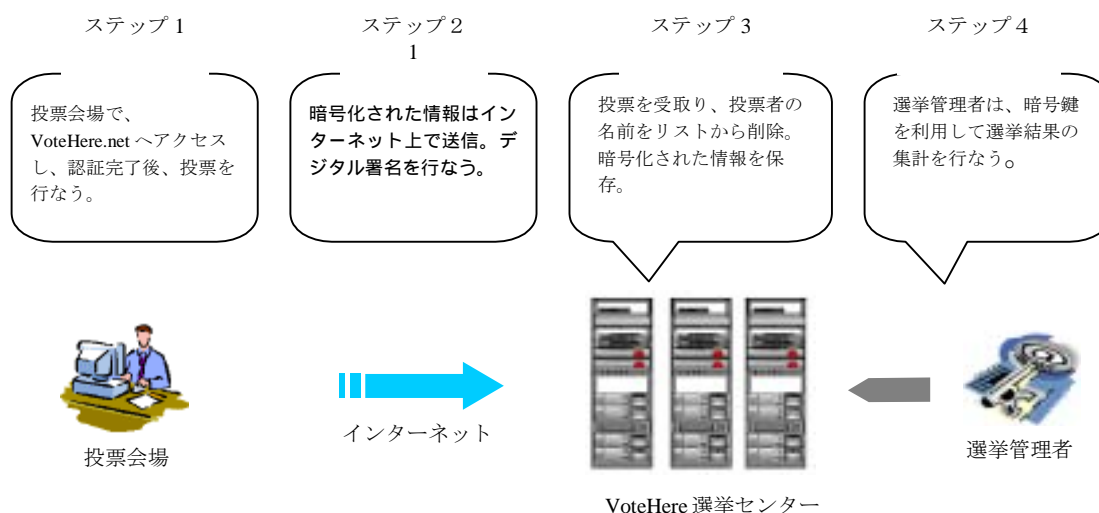 ステップ 1
ステップ 2
1
ステップ 3
ステップ 4
投票会場で、
VoteHere.net へアクセス
し、認証完了後、投票を
行なう。
暗号化された情報はイン
ターネット上で送信。デ
ジタル署名を行なう。
投票を受取り、投票者の
名前をリストから削除。
暗号化された情報を保
存。
選挙管理者は、暗号鍵
を利用して選挙結果の
集計を行なう。
投票会場
インターネット
VoteHere 選挙センター
選挙管理者